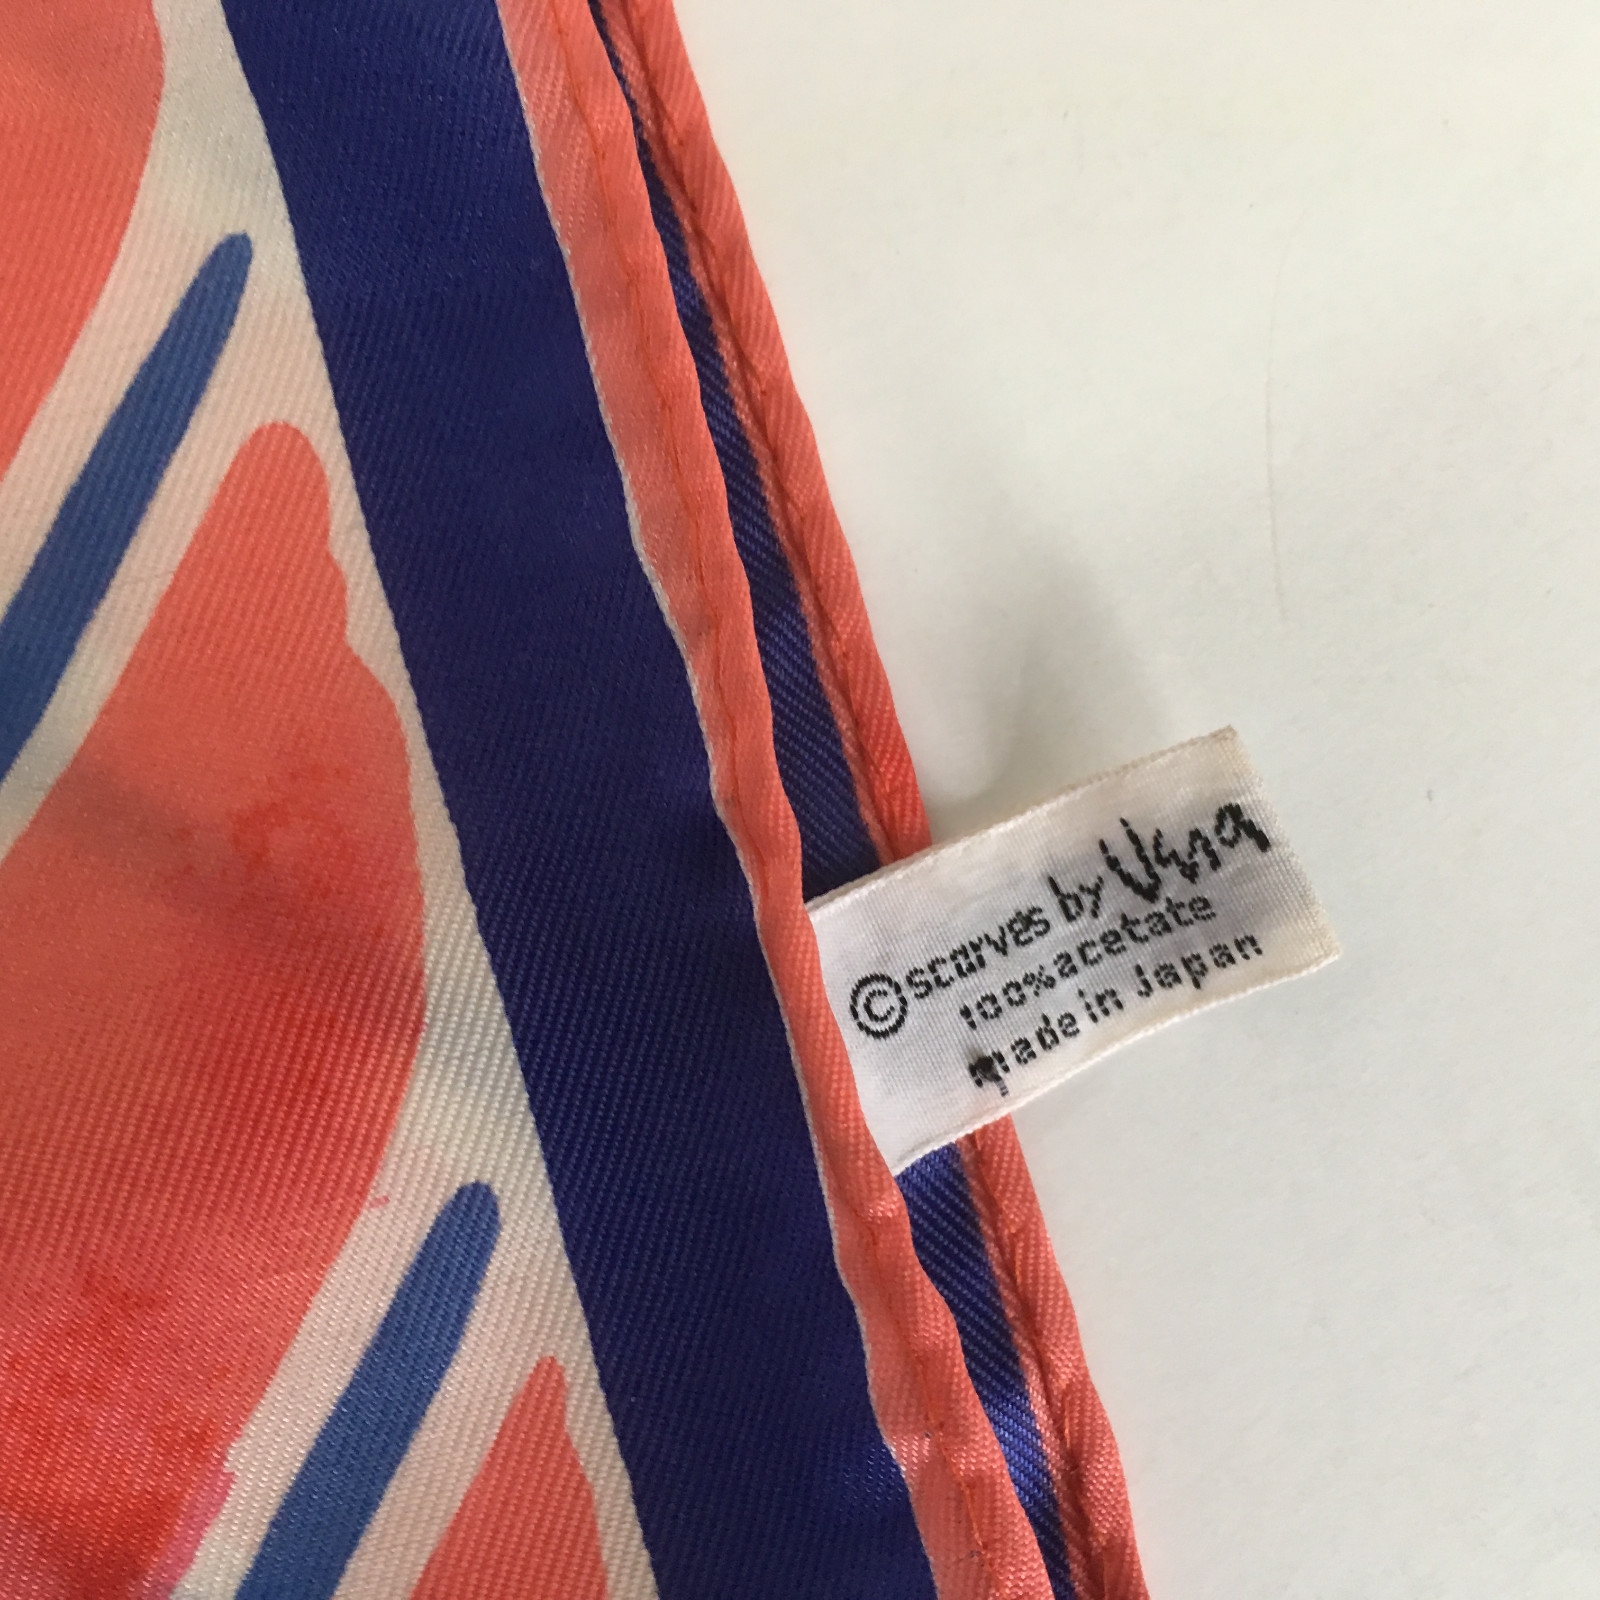 ©scarves by Vera
100% acetate
made in Japan